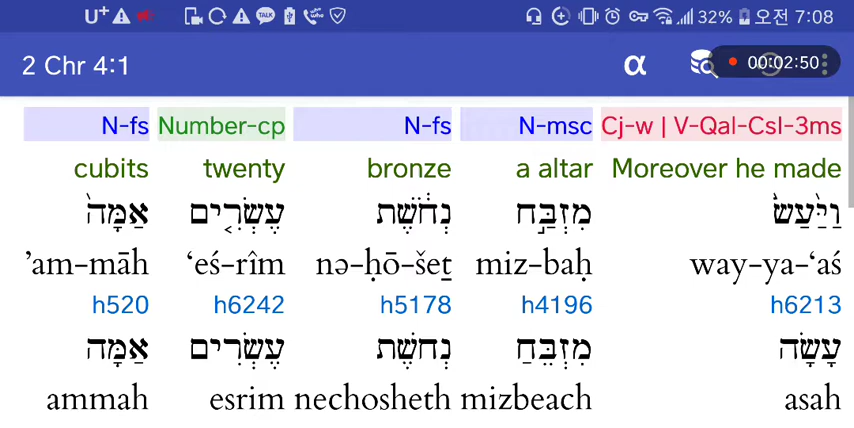 U+ TALK 32% 오전 7:08
2 Chr 4:1 α 00:02:50
N-fs Number-cp N-fs N-msc Cj-w | V-Qal-CsI-3ms
cubits twenty bronze a altar Moreover he made
וַיַּ֙עַשׂ֙ מִזְבַּ֣ח נְחֹ֔שֶׁת עֶשְׂרִ֤ים אַמָּה֙
’am-māh ‘eś-rîm nə-ḥō-šeṯ miz-baḥ way-ya-‘aś
h520 h6242 h5178 h4196 h6213
עָשָׂה מִזְבֵּחַ נְחֹשֶׁת עֶשְׂרִים אַמָּה
ammah esrim nechosheth mizbeach asah